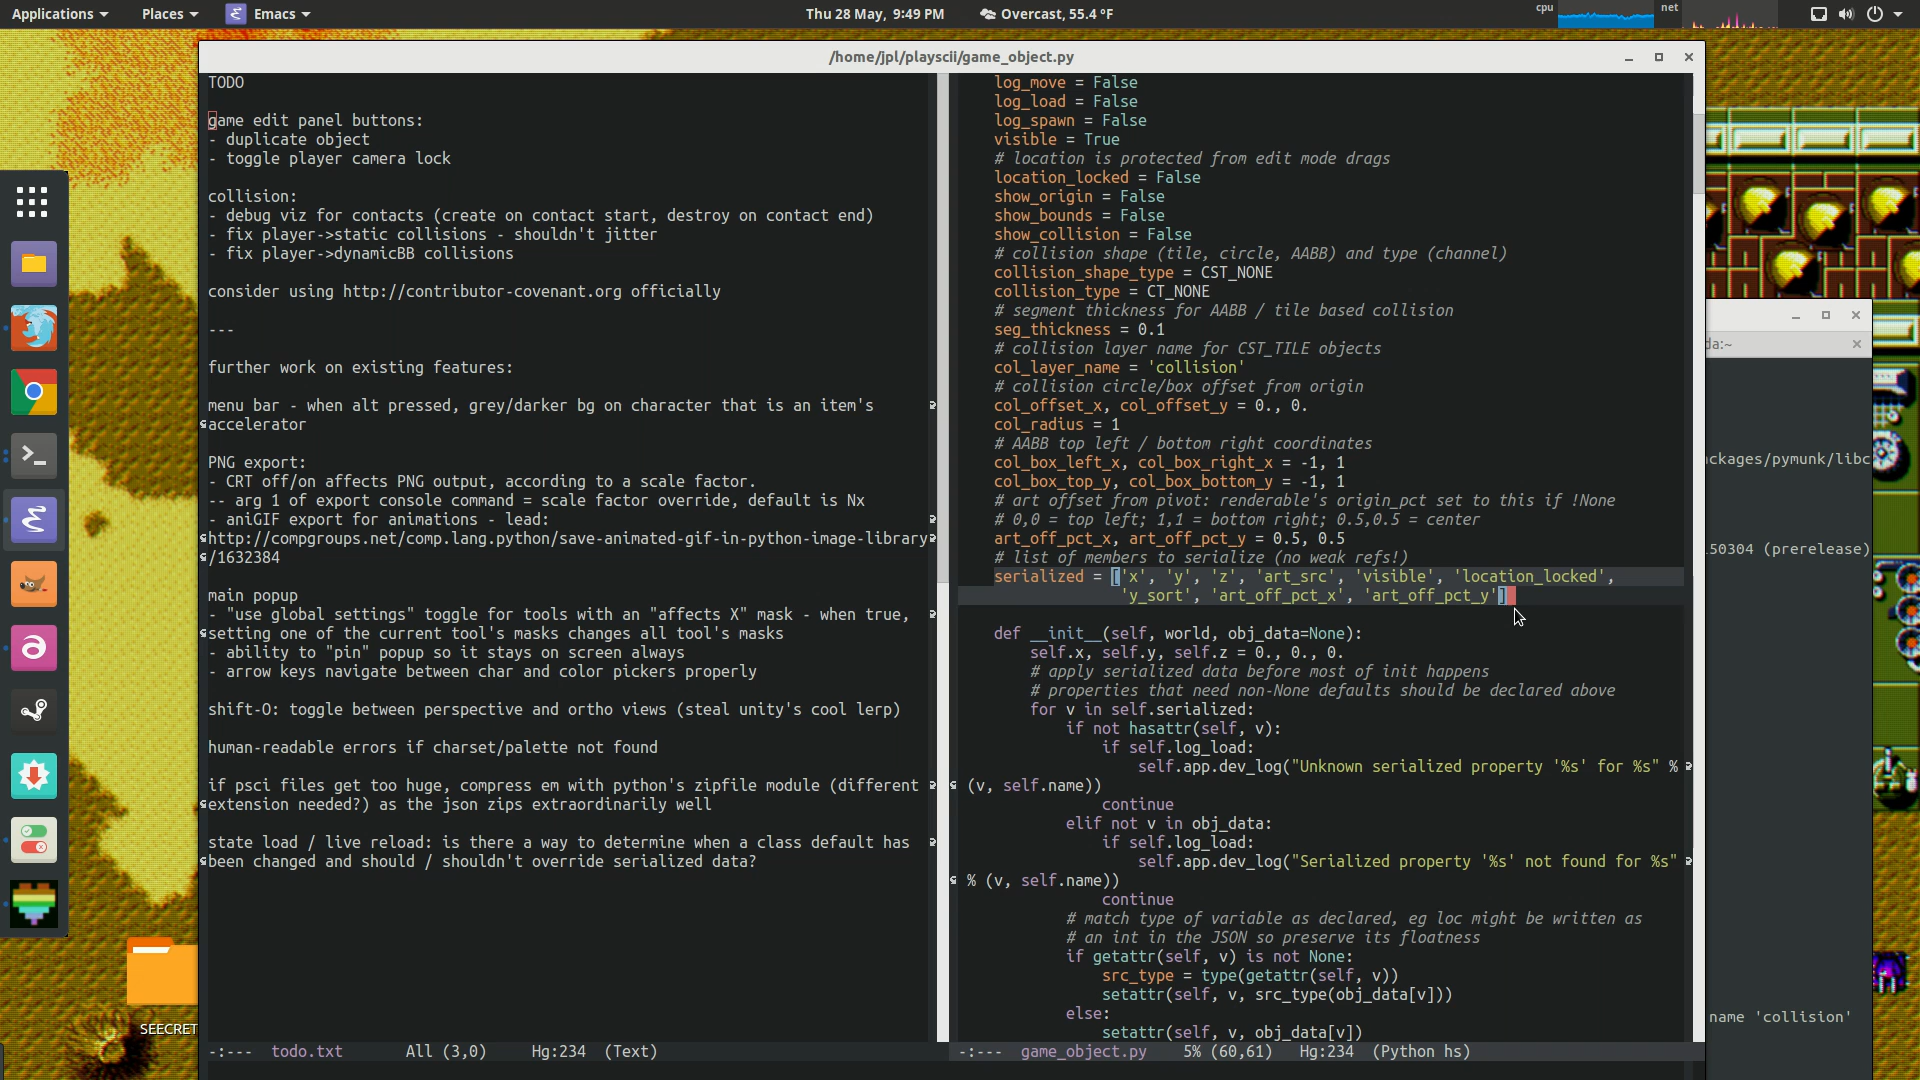 Applications Places Emacs Thu 28 May, 9:49 PM Overcast, 55.4 °F cpu net
/home/jpl/playscii/game_object.py
TODO
game edit panel buttons:
- duplicate object
- toggle player camera lock
collision:
- debug viz for contacts (create on contact start, destroy on contact end)
- fix player->static collisions - shouldn't jitter
- fix player->dynamicBB collisions
consider using http://contributor-covenant.org officially
---
further work on existing features:
menu bar - when alt pressed, grey/darker bg on character that is an item's
accelerator
PNG export:
- CRT off/on affects PNG output, according to a scale factor.
-- arg 1 of export console command = scale factor override, default is Nx
- aniGIF export for animations - lead:
http://compgroups.net/comp.lang.python/save-animated-gif-in-python-image-library
/1632384
main popup
- "use global settings" toggle for tools with an "affects X" mask - when true,
setting one of the current tool's masks changes all tool's masks
- ability to "pin" popup so it stays on screen always
- arrow keys navigate between char and color pickers properly
shift-O: toggle between perspective and ortho views (steal unity's cool lerp)
human-readable errors if charset/palette not found
if psci files get too huge, compress em with python's zipfile module (different
extension needed?) as the json zips extraordinarily well
state load / live reload: is there a way to determine when a class default has
been changed and should / shouldn't override serialized data?
-:--- todo.txt All (3,0) Hg:234 (Text)
log_move = False
log_load = False
log_spawn = False
visible = True
# location is protected from edit mode drags
location_locked = False
show_origin = False
show_bounds = False
show_collision = False
# collision shape (tile, circle, AABB) and type (channel)
collision_shape_type = CST_NONE
collision_type = CT_NONE
# segment thickness for AABB / tile based collision
seg_thickness = 0.1
# collision layer name for CST_TILE objects
col_layer_name = 'collision'
# collision circle/box offset from origin
col_offset_x, col_offset_y = 0., 0.
col_radius = 1
# AABB top left / bottom right coordinates
col_box_left_x, col_box_right_x = -1, 1
col_box_top_y, col_box_bottom_y = -1, 1
# art offset from pivot: renderable's origin_pct set to this if !None
# 0,0 = top left; 1,1 = bottom right; 0.5,0.5 = center
art_off_pct_x, art_off_pct_y = 0.5, 0.5
# list of members to serialize (no weak refs!)
serialized = ['x', 'y', 'z', 'art_src', 'visible', 'location_locked',
'y_sort', 'art_off_pct_x', 'art_off_pct_y']
def __init__(self, world, obj_data=None):
self.x, self.y, self.z = 0., 0., 0.
# apply serialized data before most of init happens
# properties that need non-None defaults should be declared above
for v in self.serialized:
if not hasattr(self, v):
if self.log_load:
self.app.dev_log("Unknown serialized property '%s' for %s" %
(v, self.name))
continue
elif not v in obj_data:
if self.log_load:
self.app.dev_log("Serialized property '%s' not found for %s"
% (v, self.name))
continue
# match type of variable as declared, eg loc might be written as
# an int in the JSON so preserve its floatness
if getattr(self, v) is not None:
src_type = type(getattr(self, v))
setattr(self, v, src_type(obj_data[v]))
else:
setattr(self, v, obj_data[v])
-:--- game_object.py 5% (60,61) Hg:234 (Python hs)
da:~
ckages/pymunk/libc
50304 (prerelease)
name 'collision'
SEECRET